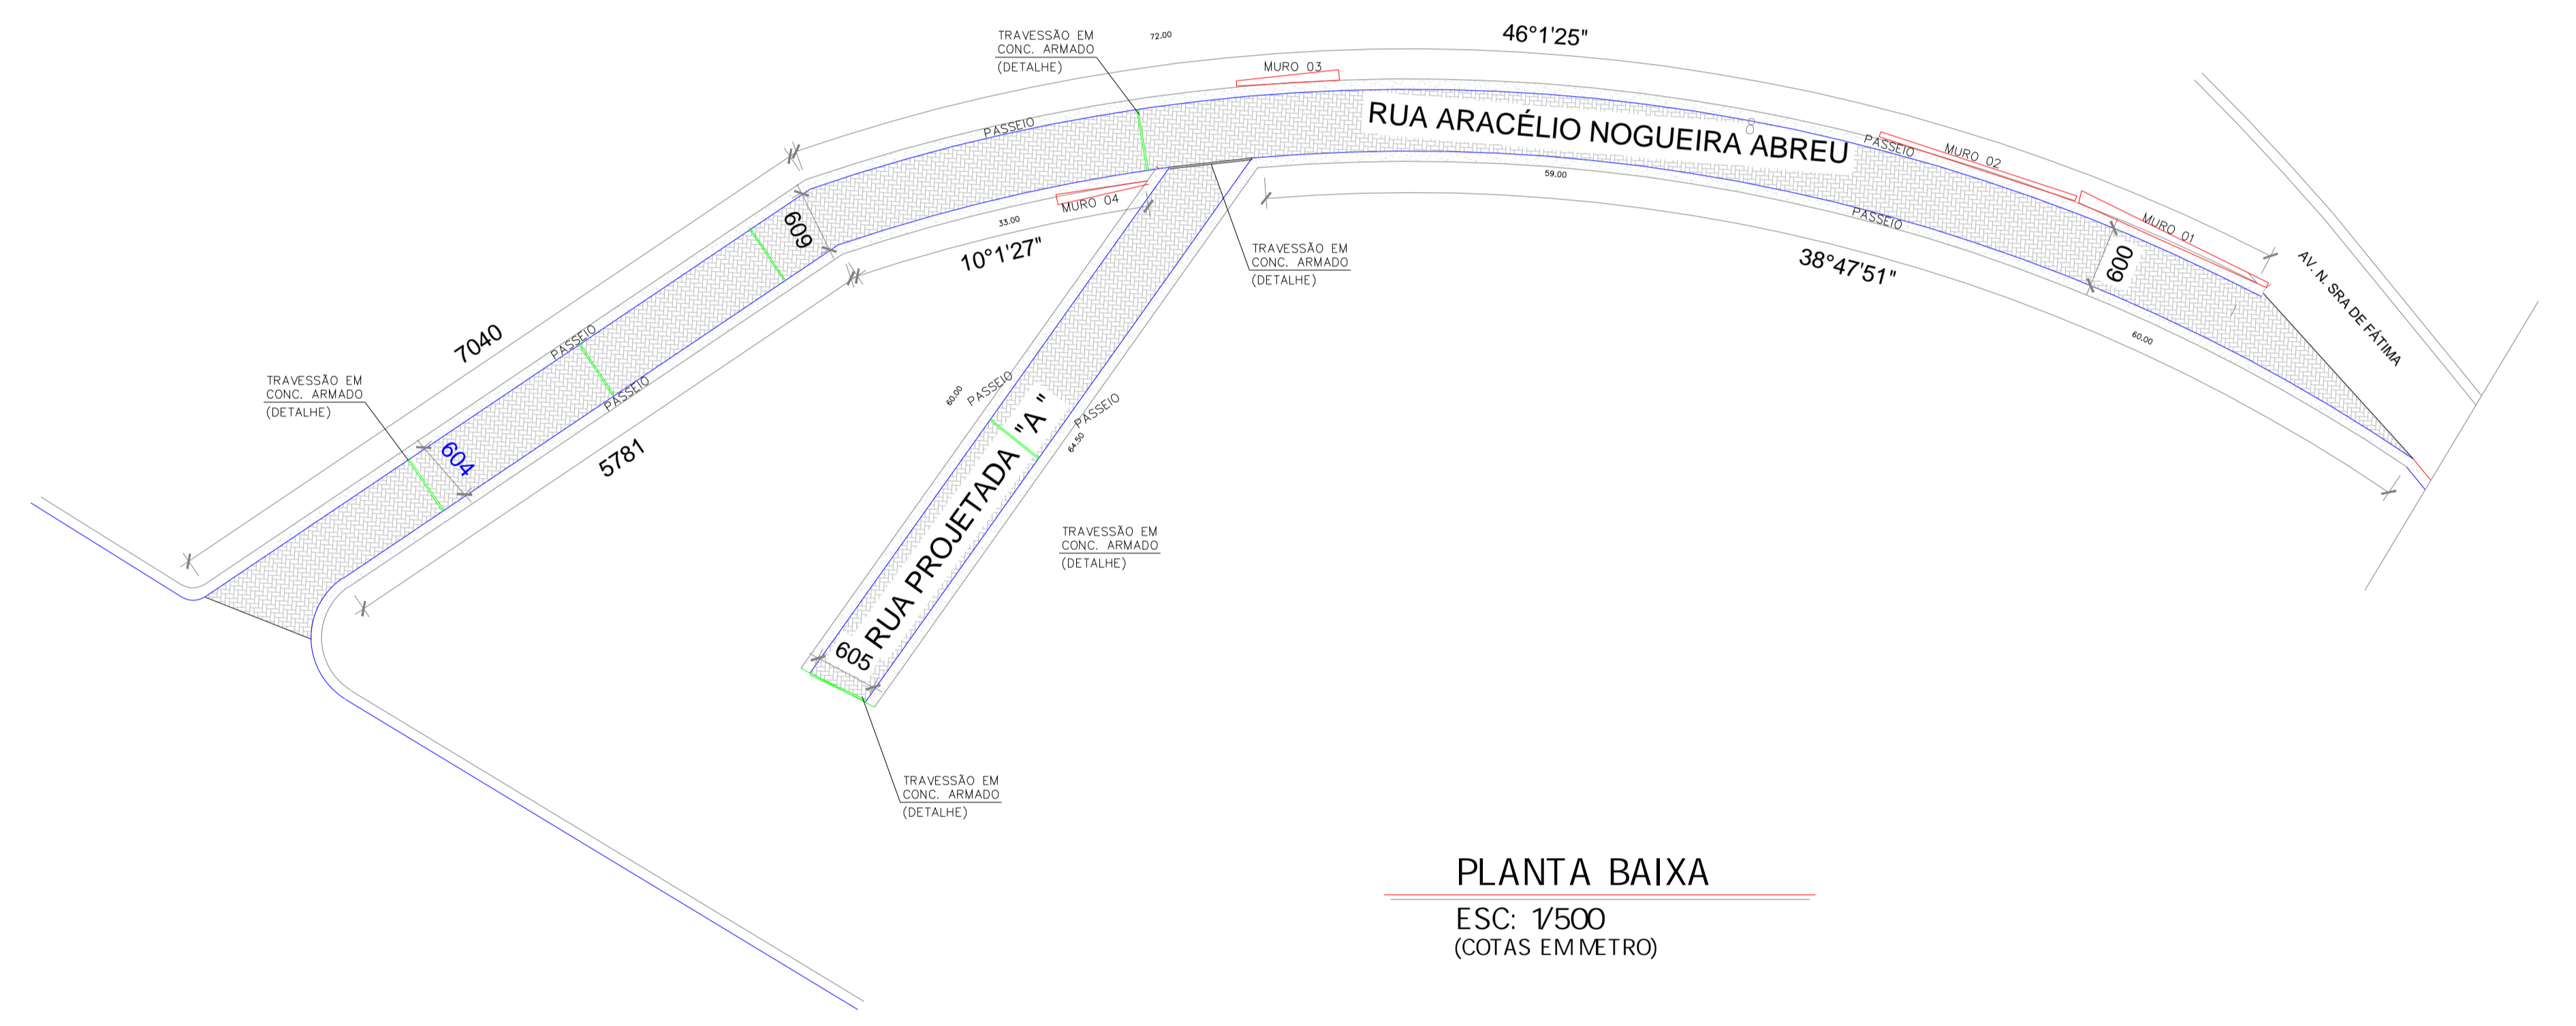 46°1'25"
TRAVESSÃO EM
CONC. ARMADO
(DETALHE)
72.00
MURO 03
PASSEIO
RUA ARACÉLIO NOGUEIRA ABREU
8
PASSEIO
MURO 02
MURO 01
59.00
PASSEIO
MURO 04
33.00
10°1'27"
609
600
AV. N. SRA DE FÁTIMA
38°47'51"
60.00
TRAVESSÃO EM
CONC. ARMADO
(DETALHE)
7040
PASSEIO
PASSEIO
TRAVESSÃO EM
CONC. ARMADO
(DETALHE)
604
5781
60.00
PASSEIO
PASSEIO
64.50
RUA PROJETADA "A"
605
TRAVESSÃO EM
CONC. ARMADO
(DETALHE)
TRAVESSÃO EM
CONC. ARMADO
(DETALHE)
PLANTA BAIXA
ESC: 1/500
(COTAS EM METRO)